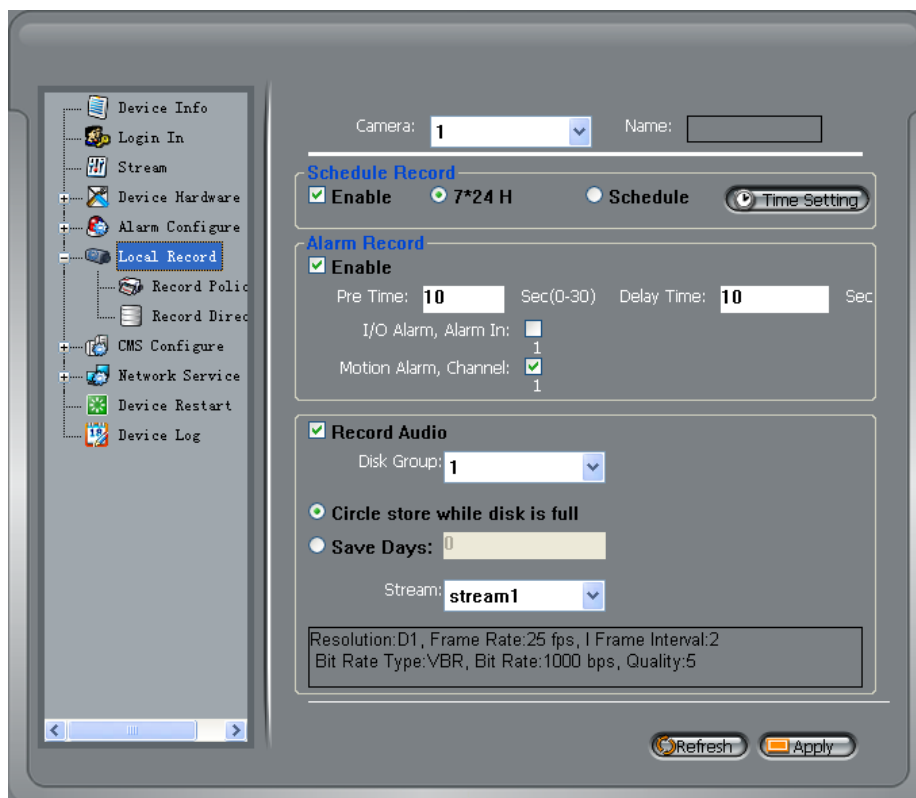 Device Info
Login In
Stream
Device Hardware
Alarm Configure
Local Record
Record Polic
Record Direc
CMS Configure
Network Service
Device Restart
Device Log
Camera: 1 Name:
Schedule Record
Enable 7*24 H Schedule Time Setting
Alarm Record
Enable
Pre Time: 10 Sec(0-30) Delay Time: 10 Sec
I/O Alarm, Alarm In:
1
Motion Alarm, Channel:
1
Record Audio
Disk Group: 1
Circle store while disk is full
Save Days: 0
Stream: stream1
Resolution:D1, Frame Rate:25 fps, I Frame Interval:2
Bit Rate Type:VBR, Bit Rate:1000 bps, Quality:5
Refresh Apply